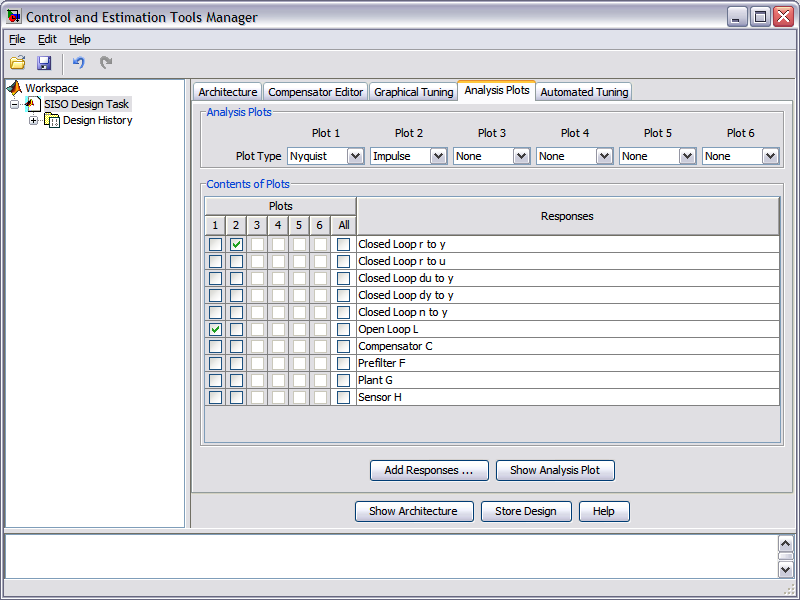 Control and Estimation Tools Manager
File Edit Help
Workspace
SISO Design Task
Design History
Architecture Compensator Editor Graphical Tuning Analysis Plots Automated Tuning
Analysis Plots
Plot 1 Plot 2 Plot 3 Plot 4 Plot 5 Plot 6
Plot Type Nyquist Impulse None None None None
Contents of Plots
Plots Responses
1 2 3 4 5 6 All
Closed Loop r to y
Closed Loop r to u
Closed Loop du to y
Closed Loop dy to y
Closed Loop n to y
Open Loop L
Compensator C
Prefilter F
Plant G
Sensor H
Add Responses ... Show Analysis Plot
Show Architecture Store Design Help